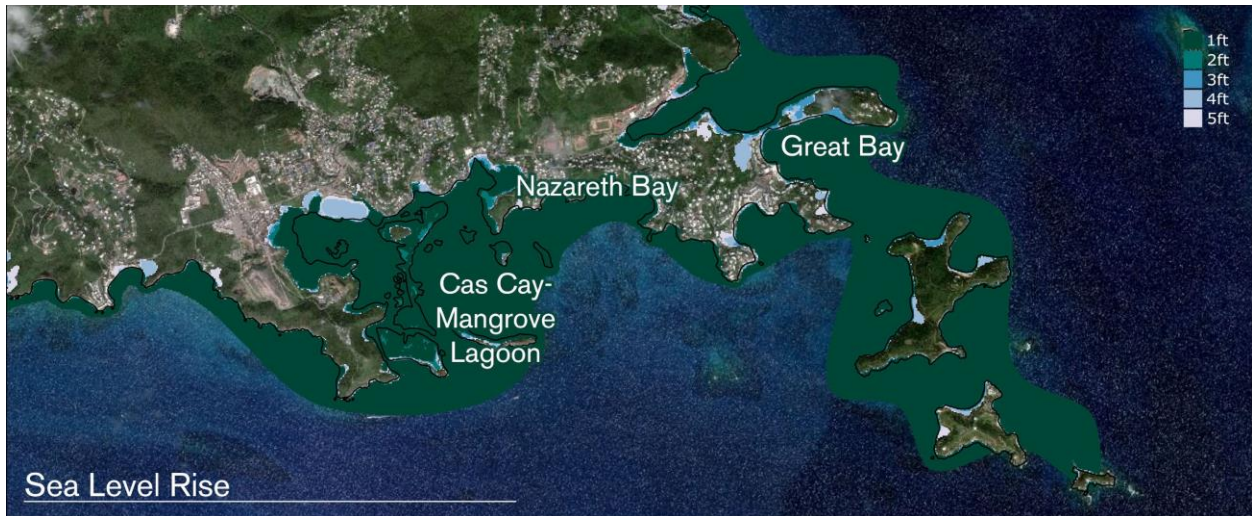 1ft
2ft
3ft
4ft
5ft
Great Bay
Nazareth Bay
Cas Cay-
Mangrove
Lagoon
Sea Level Rise